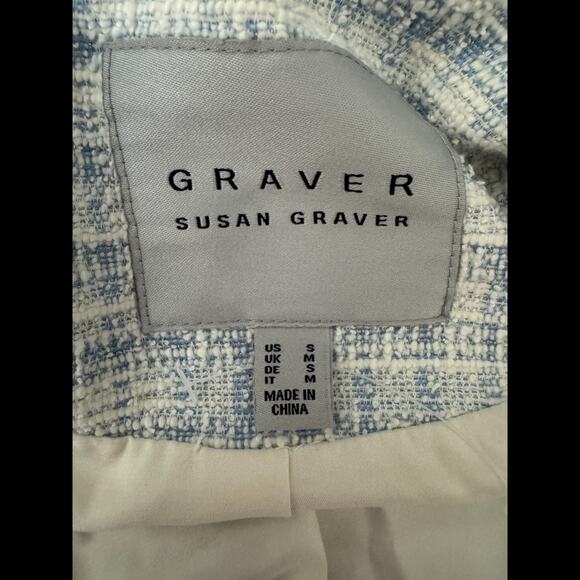 GRAVER
SUSAN GRAVER
US S
UK M
DE S
IT M
MADE IN
CHINA